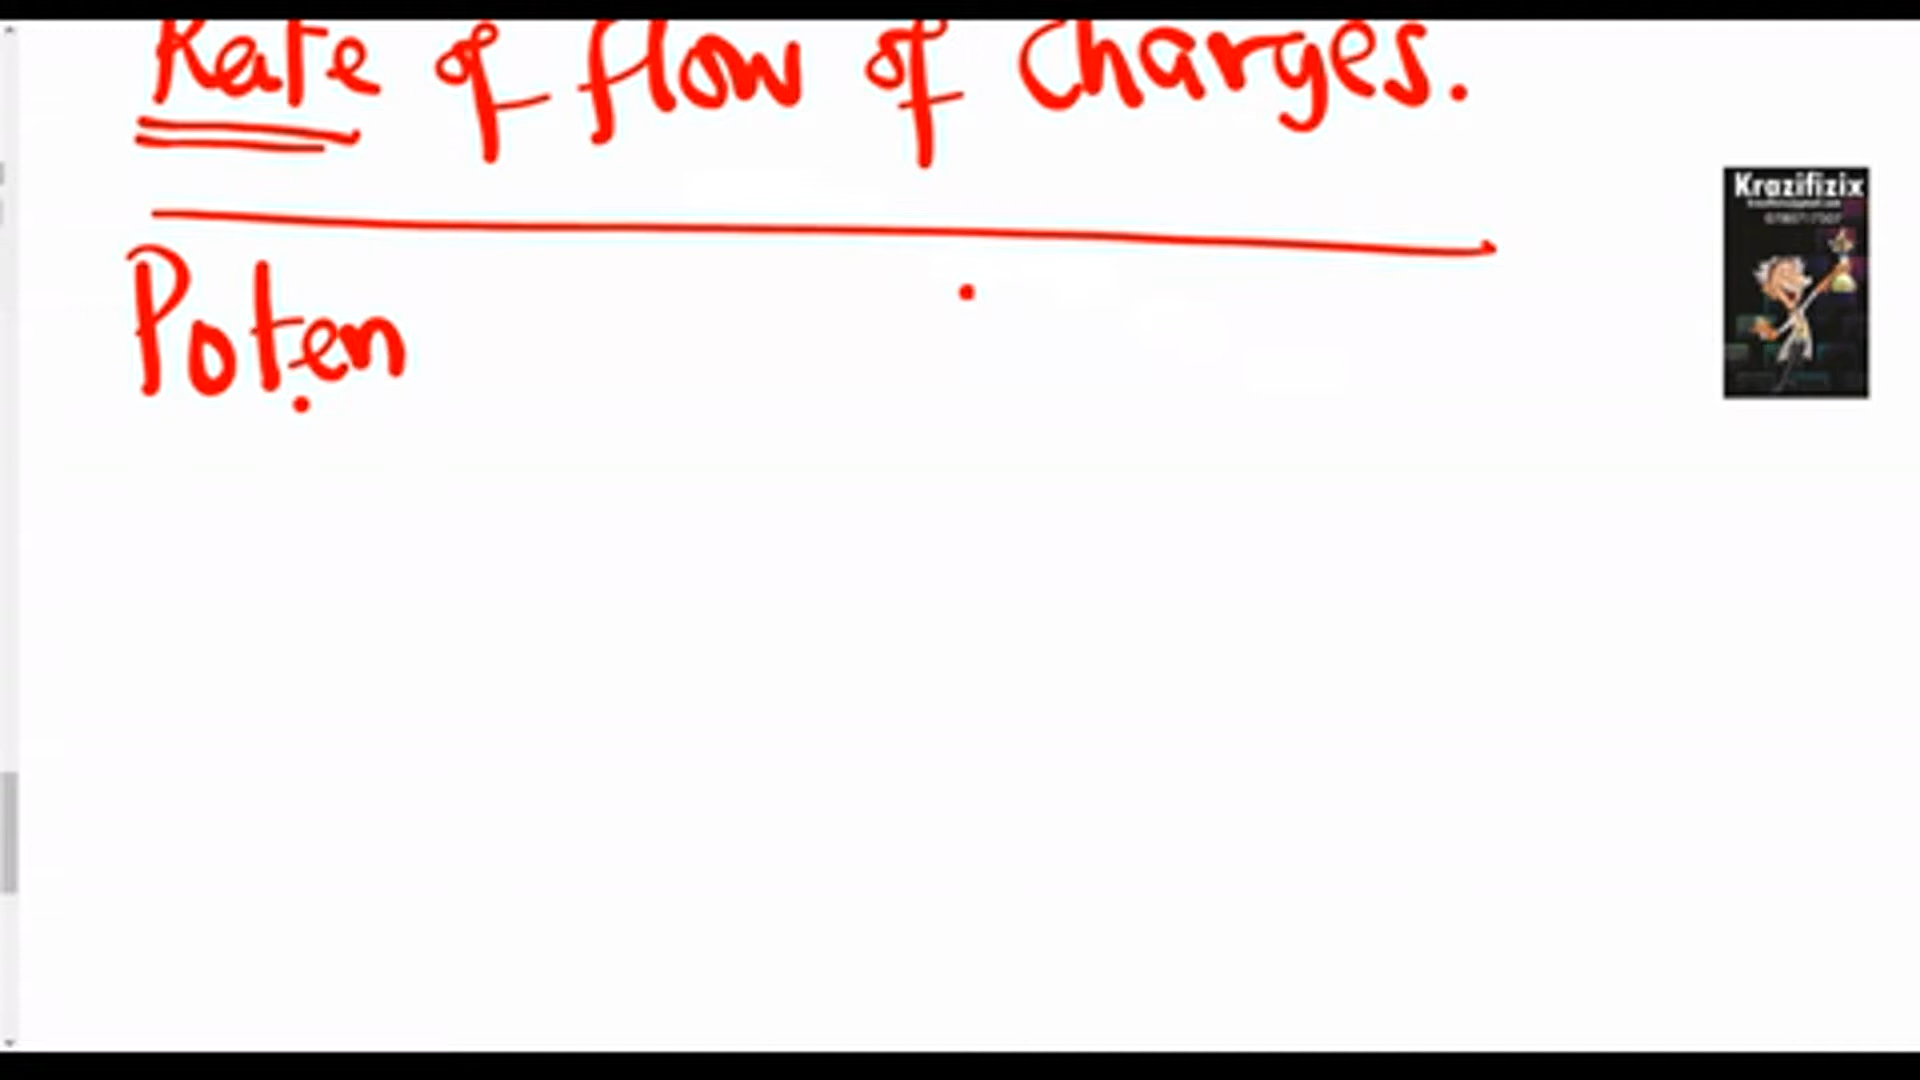 Rate of flow of charges.
Poten
Krazifizix